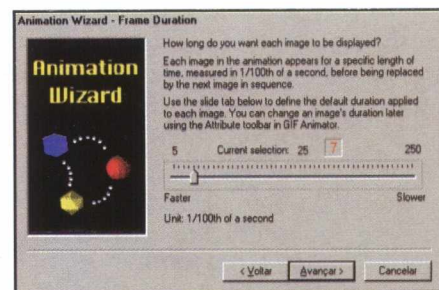 Animation Wizard - Frame Duration
Animation
Wizard
How long do you want each image to be displayed?
Each image in the animation appears for a specific length of
time, measured in 1/100th of a second, before being replaced
by the next image in sequence.
Use the slide tab below to define the default duration applied
to each image. You can change an image's duration later
using the Attribute toolbar in GIF Animator.
5 Current selection: 25 7 250
Faster Slower
Unit: 1/100th of a second
< Voltar Avançar > Cancelar